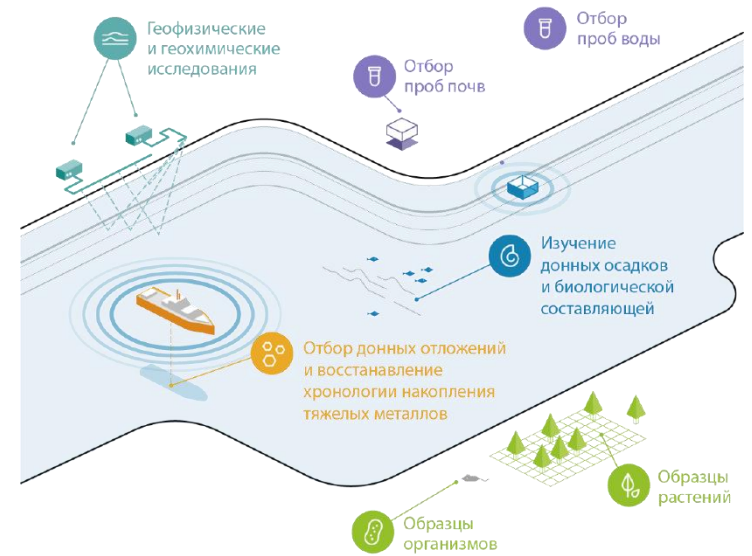 Геофизические
и геохимические
исследования
Отбор
проб воды
Отбор
проб почв
Изучение
донных осадков
и биологической
составляющей
Отбор донных отложений
и восстанавление
хронологии накопления
тяжелых металлов
Образцы
растений
Образцы
организмов